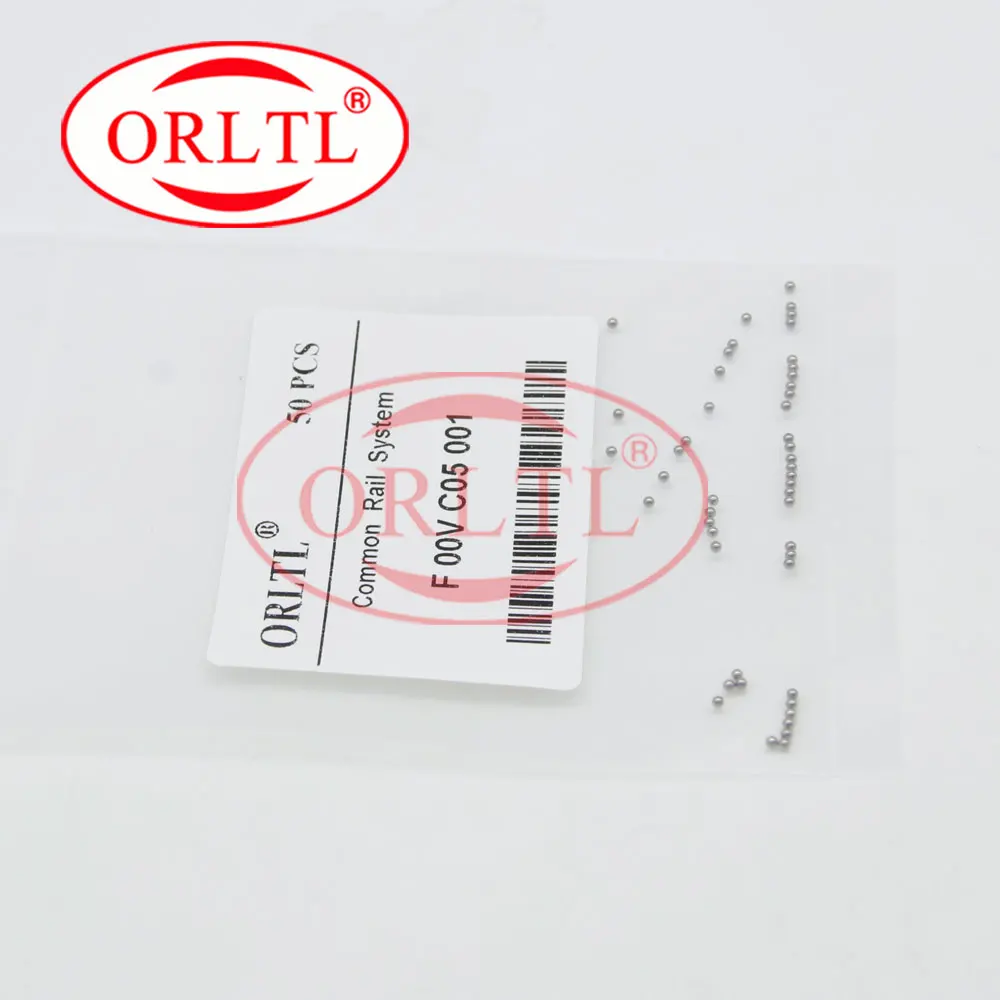 ORLTL®
ORLTL® 50 PCS
Common Rail System
F 00V C05 001
ORLTL®